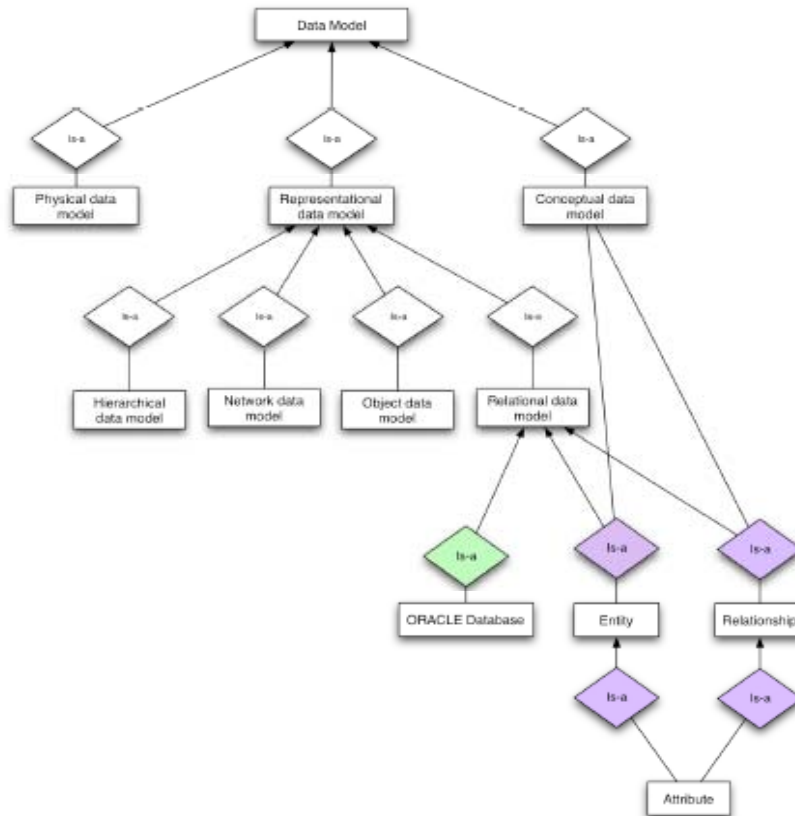 Data Model
Is-a
Is-a
Is-a
Physical data
model
Representational
data model
Conceptual data
model
Is-a
Is-a
Is-a
Is-a
Hierarchical
data model
Network data
model
Object data
model
Relational data
model
Is-a
Is-a
Is-a
ORACLE Database
Entity
Relationship
Is-a
Is-a
Attribute